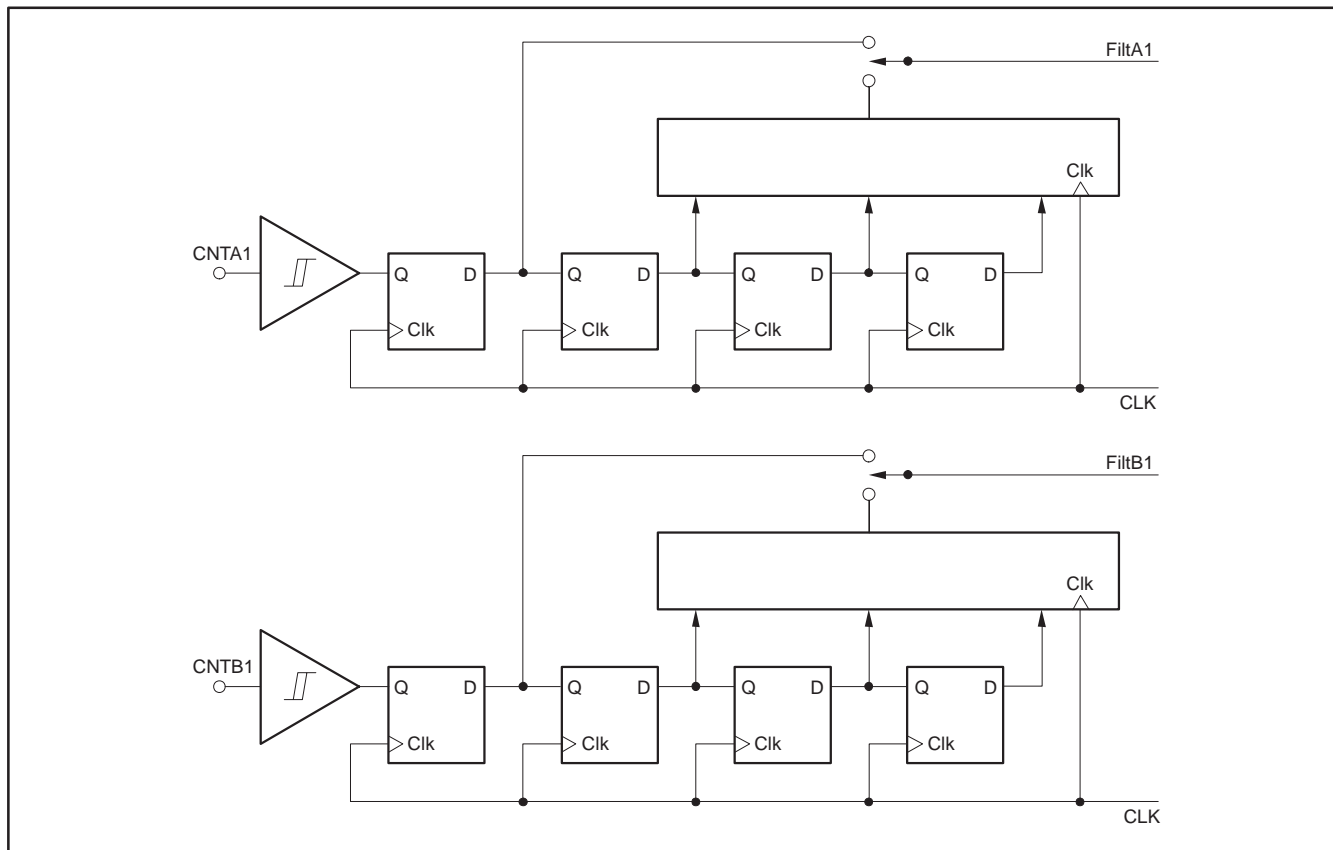 FiltA1
Clk
CNTA1
Q D Q D Q D Q D
Clk Clk Clk Clk
CLK
FiltB1
Clk
CNTB1
Q D Q D Q D Q D
Clk Clk Clk Clk
CLK